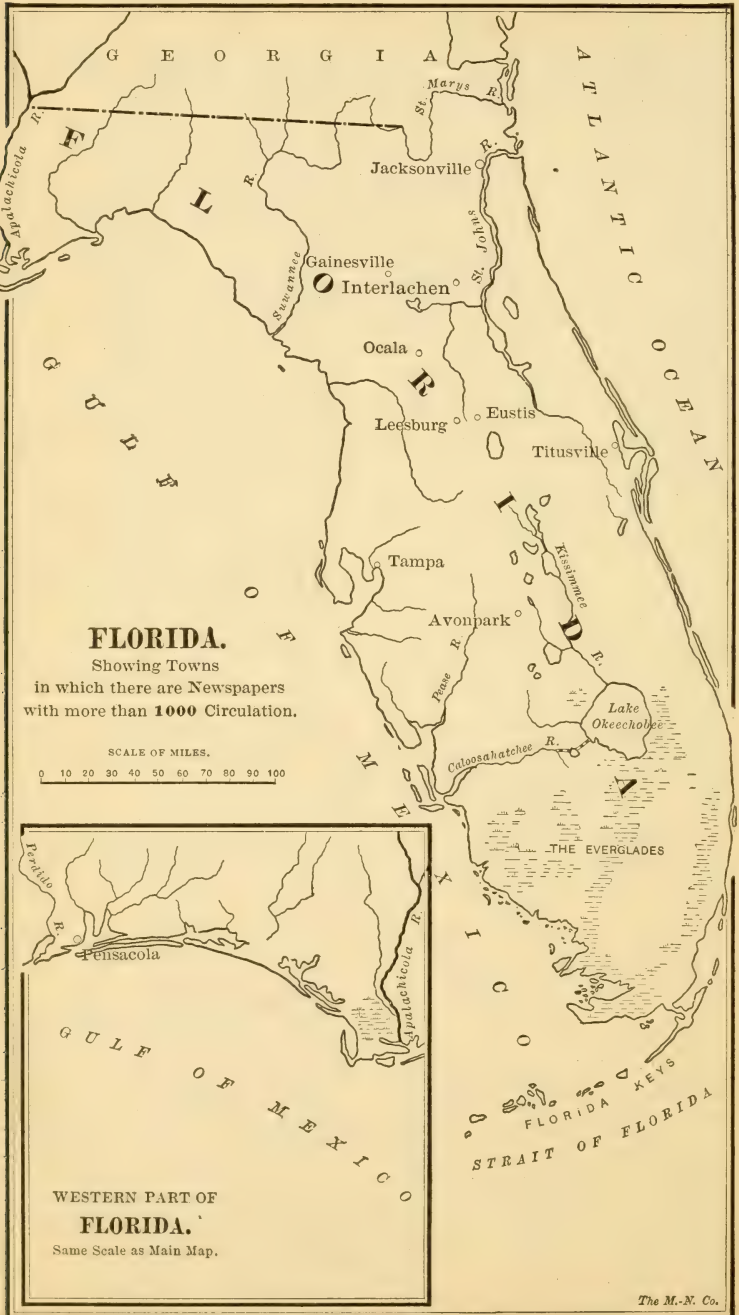 GEORGIA
ATLANTIC OCEAN
St. Marys R.
Apalachicola R.
FLORIDA
Jacksonville
R.
St. Johns
Suwannee R.
Gainesville
Interlachen
Ocala
Leesburg
Eustis
Titusville
GULF OF MEXICO
Tampa
Kissimmee R.
Avonpark
Pease R.
Lake
Okeechobee
Caloosahatchee R.
THE EVERGLADES
FLORIDA KEYS
STRAIT OF FLORIDA
FLORIDA.
Showing Towns
in which there are Newspapers
with more than 1000 Circulation.
SCALE OF MILES.
0 10 20 30 40 50 60 70 80 90 100
Perdido R.
Pensacola
Apalachicola R.
GULF OF MEXICO
WESTERN PART OF
FLORIDA.
Same Scale as Main Map.
The M.-N. Co.